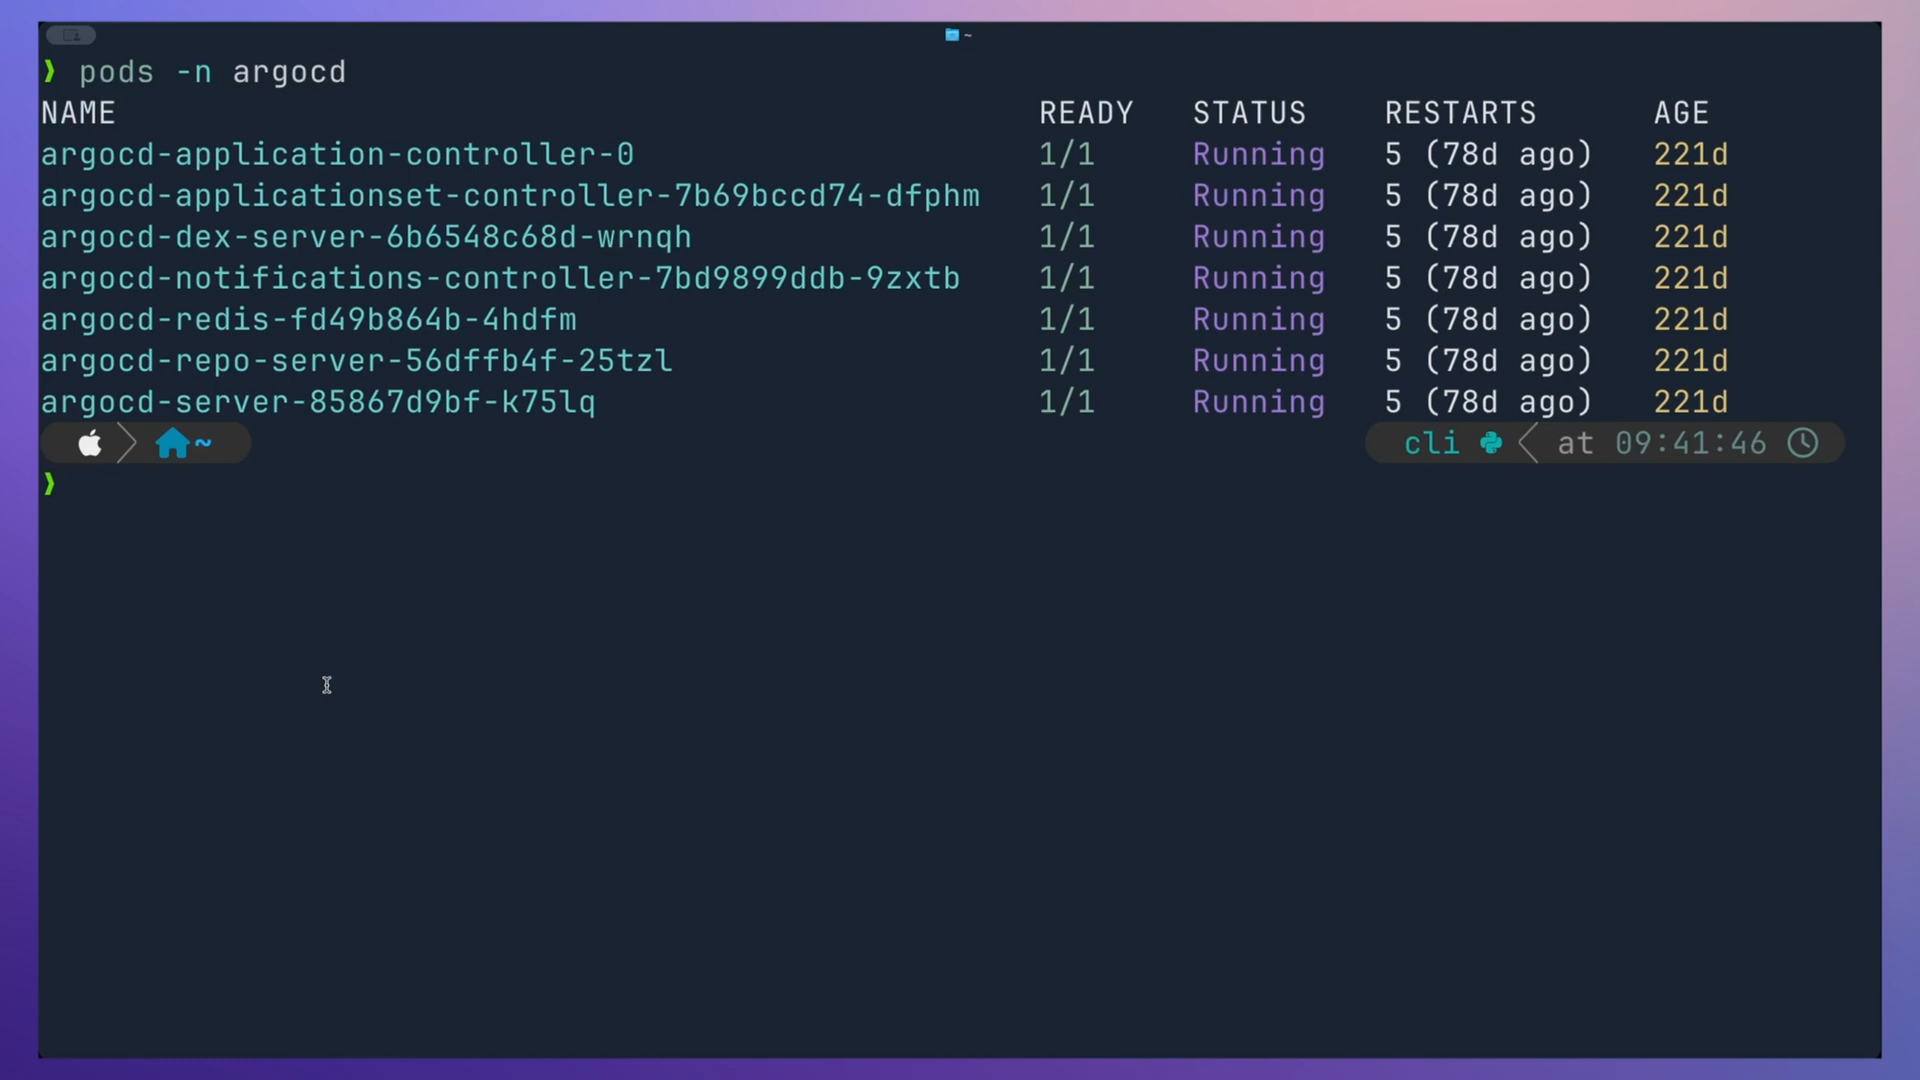 ~
❱ pods -n argocd
NAME READY STATUS RESTARTS AGE
argocd-application-controller-0 1/1 Running 5 (78d ago) 221d
argocd-applicationset-controller-7b69bccd74-dfphm 1/1 Running 5 (78d ago) 221d
argocd-dex-server-6b6548c68d-wrnqh 1/1 Running 5 (78d ago) 221d
argocd-notifications-controller-7bd9899ddb-9zxtb 1/1 Running 5 (78d ago) 221d
argocd-redis-fd49b864b-4hdfm 1/1 Running 5 (78d ago) 221d
argocd-repo-server-56dffb4f-25tzl 1/1 Running 5 (78d ago) 221d
argocd-server-85867d9bf-k75lq 1/1 Running 5 (78d ago) 221d
~ cli at 09:41:46
❱